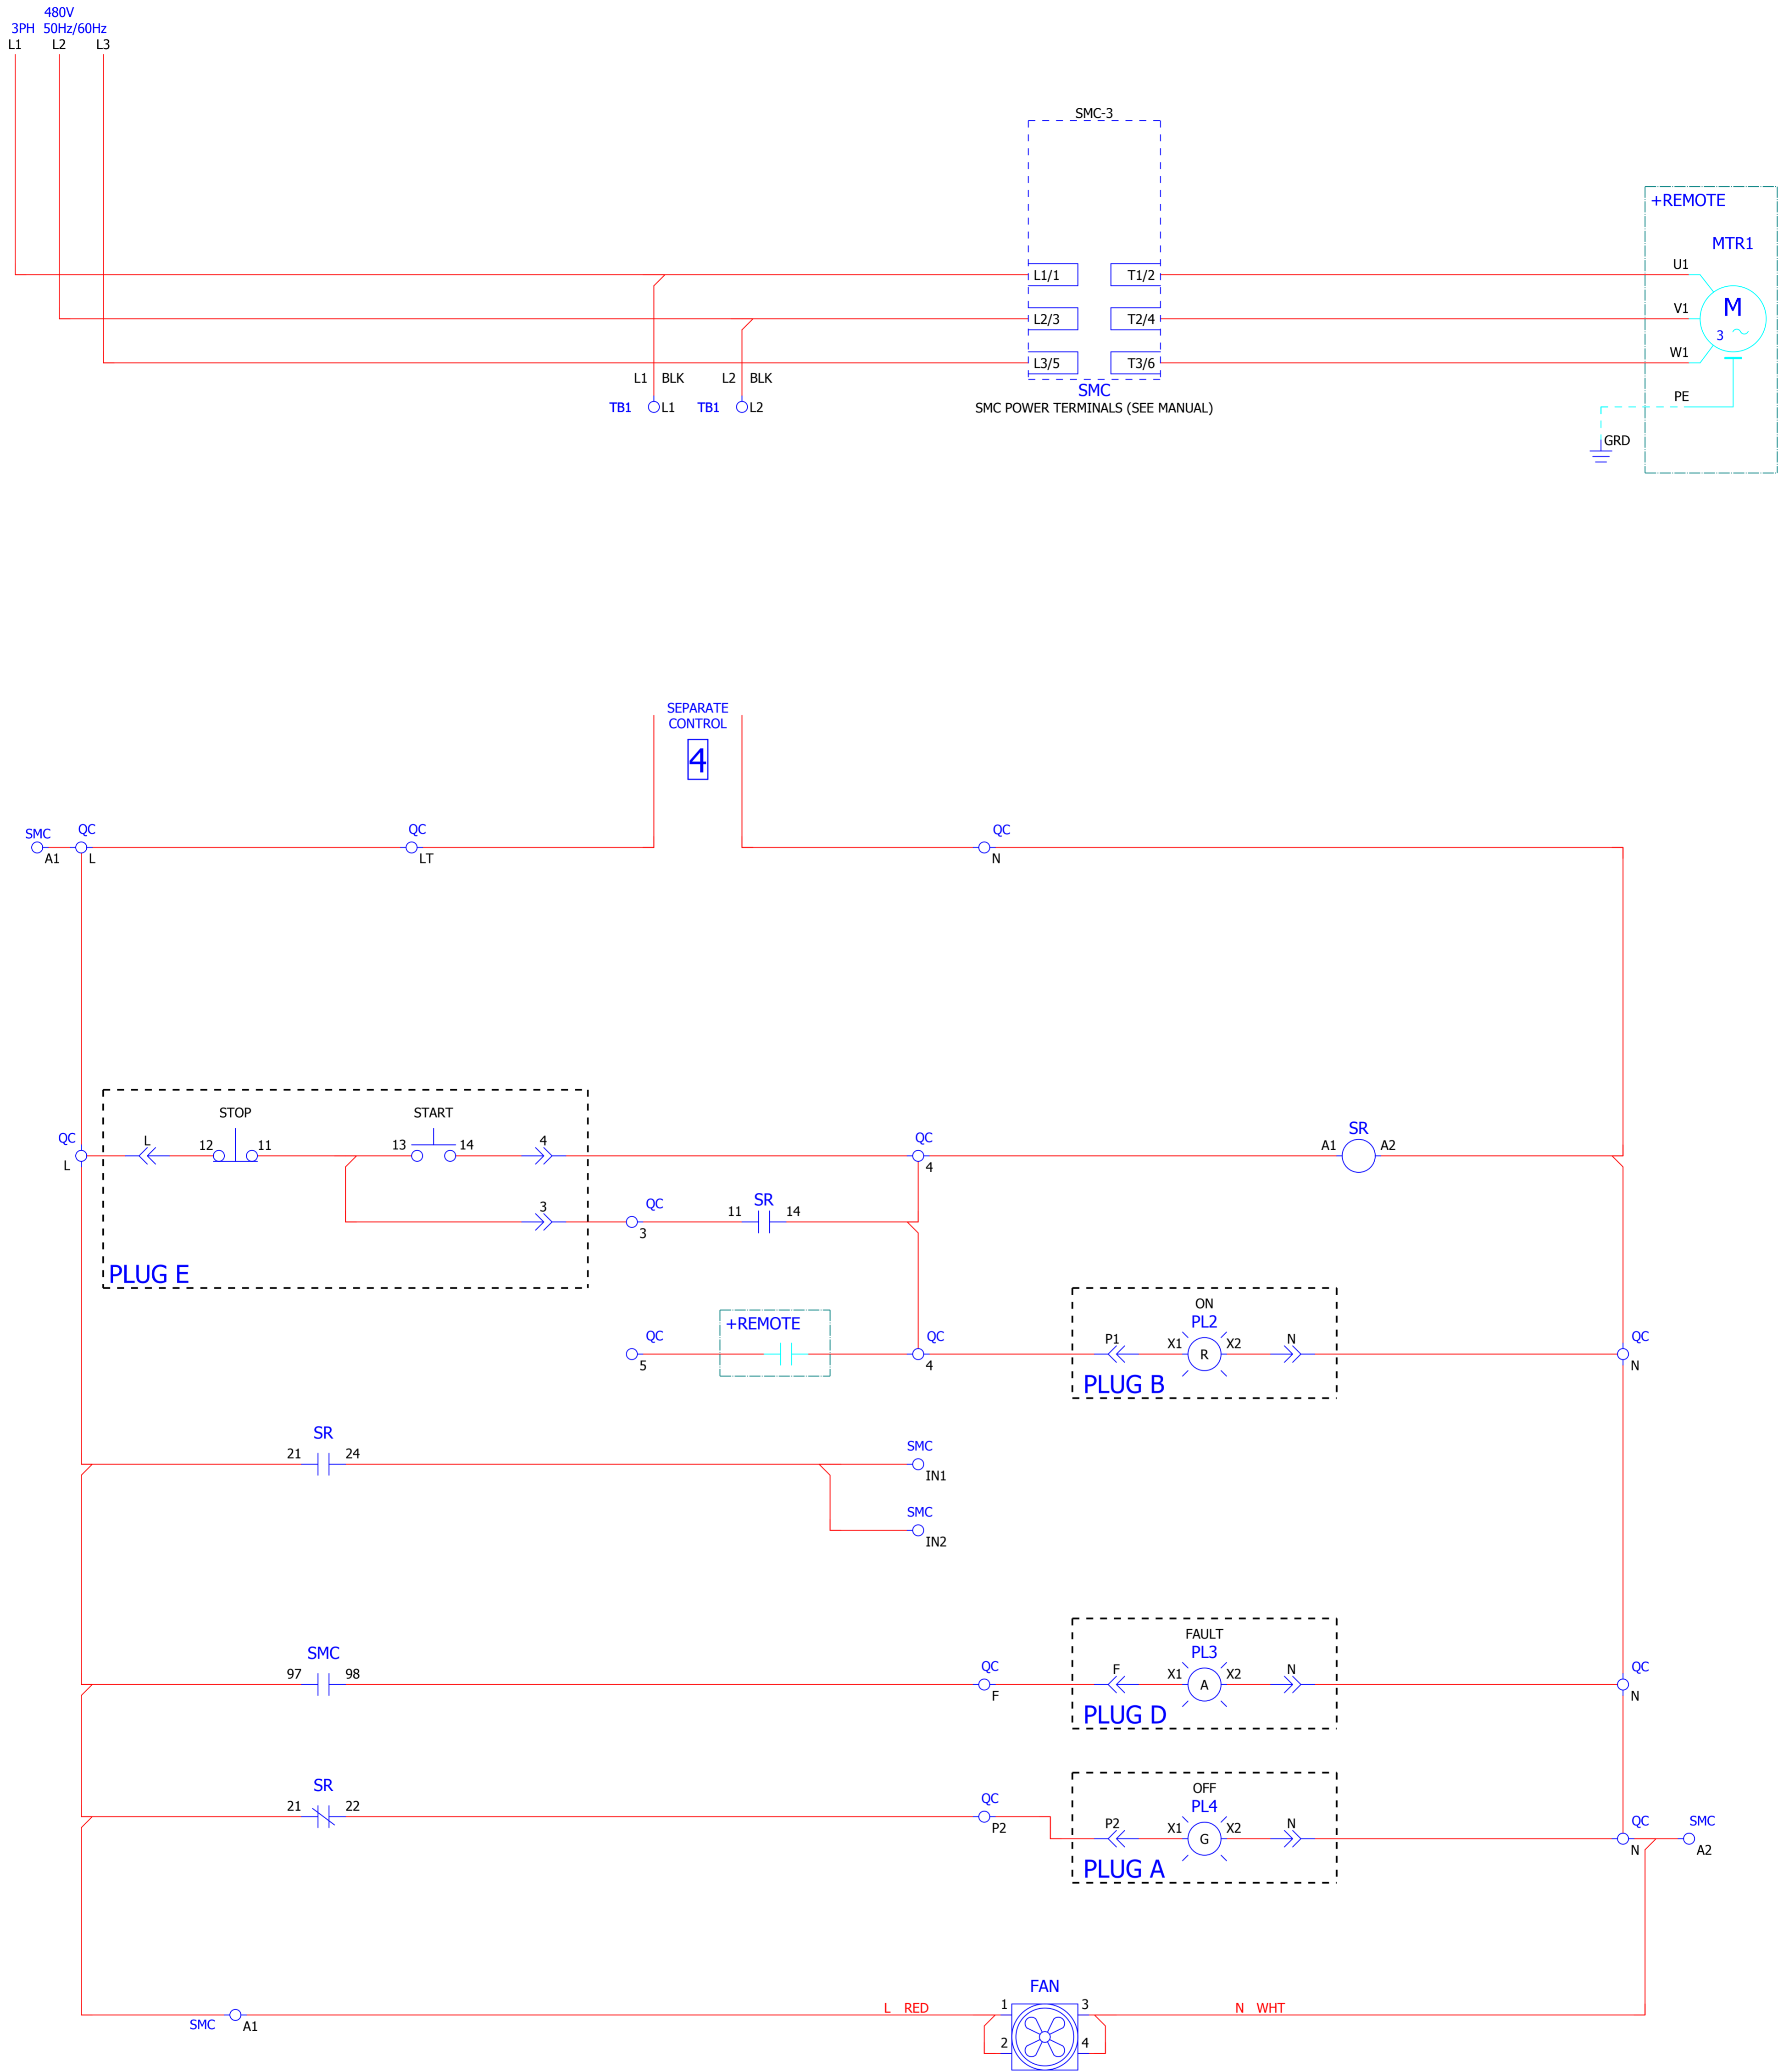 480V
3PH 50Hz/60Hz
L1 L2 L3
SMC-3
+REMOTE
MTR1
L1/1 T1/2 U1
M
3
L2/3 T2/4 V1
L3/5 T3/6 W1
L1 BLK L2 BLK
SMC
PE
TB1 L1 TB1 L2
SMC POWER TERMINALS (SEE MANUAL)
GRD
SEPARATE
CONTROL
4
SMC QC QC QC
A1 L LT N
STOP START
QC L 12 11 13 14 4 QC A1 SR A2
L 4
3 QC 11 SR 14
3
PLUG E
ON
+REMOTE PL2
QC QC P1 X1 R X2 N QC
5 4 N
PLUG B
SR
21 24 SMC
IN1
SMC
IN2
FAULT
SMC PL3
97 98 QC F X1 A X2 N QC
F N
PLUG D
OFF
SR PL4
21 22 QC
P2 P2 X1 G X2 N QC SMC
N A2
PLUG A
FAN
L RED 1 3 N WHT
SMC A1
2 4